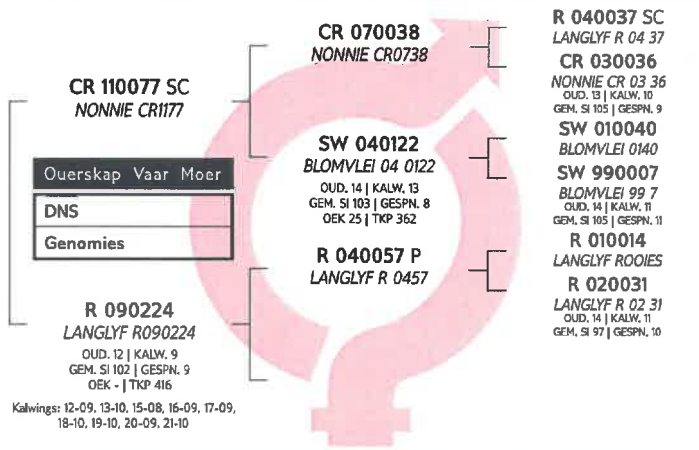 CR 110077 SC
NONNIE CR1177
Ouerskap Vaar Moer
DNS
Genomies
R 090224
LANGLYF R090224
OUD. 12 | KALW. 9
GEM. SI 102 | GESPN. 9
OEK - | TKP 416
Kalwings: 12-09, 13-10, 15-08, 16-09, 17-09,
18-10, 19-10, 20-09, 21-10
CR 070038
NONNIE CR0738
SW 040122
BLOMVLEI 04 0122
OUD. 14 | KALW. 13
GEM. SI 103 | GESPN. 8
OEK 25 | TKP 362
R 040057 P
LANGLYF R 0457
R 040037 SC
LANGLYF R 04 37
CR 030036
NONNIE CR 03 36
OUD. 13 | KALW. 10
GEM. SI 105 | GESPN. 9
SW 010040
BLOMVLEI 0140
SW 990007
BLOMVLEI 99 7
OUD. 14 | KALW. 11
GEM. SI 105 | GESPN. 11
R 010014
LANGLYF ROOIES
R 020031
LANGLYF R 02 31
OUD. 14 | KALW. 11
GEM. SI 97 | GESPN. 10